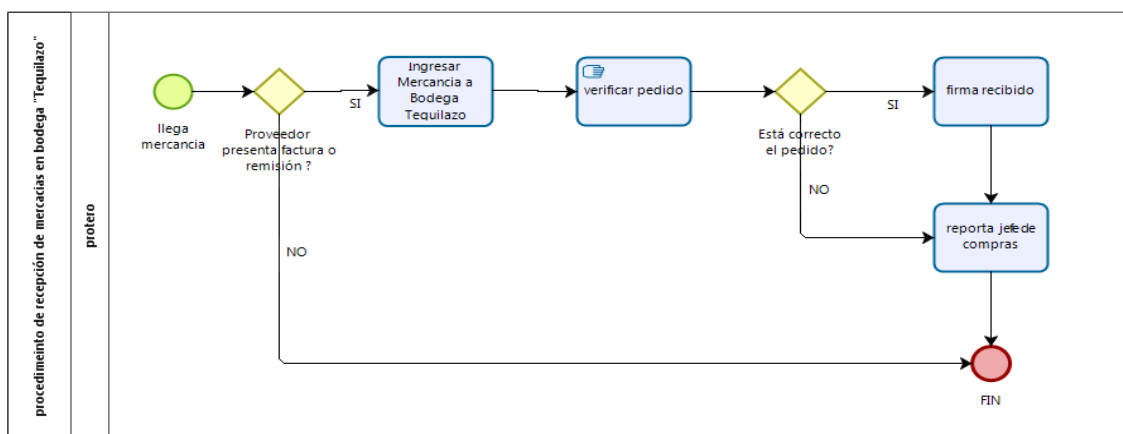 procedimeinto de recepción de mercacías en bodega "Tequilazo"
protero
llega
mercancia
Proveedor
presenta factura o
remisión ?
SI
NO
Ingresar
Mercancia a
Bodega
Tequilazo
verificar pedido
Está correcto
el pedido?
SI
NO
firma recibido
reporta jefe de
compras
FIN